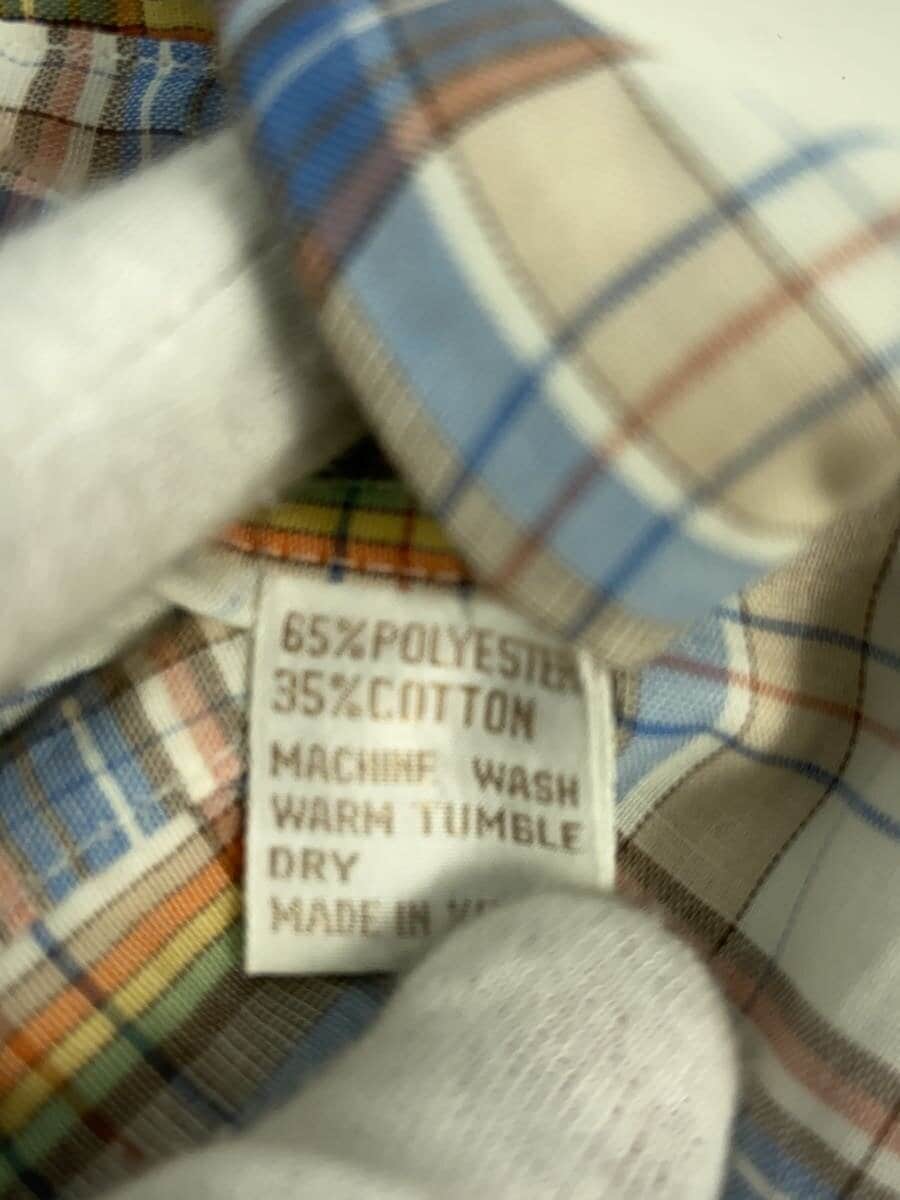 65%POLYESTER
35%COTTON
MACHINE WASH
WARM TUMBLE
DRY
MADE IN